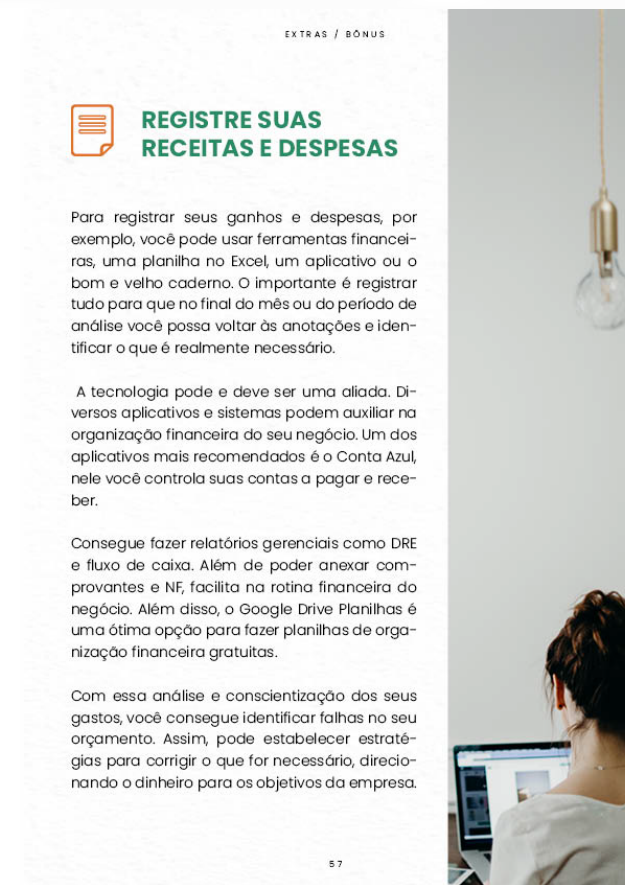 EXTRAS / BÔNUS
REGISTRE SUAS
RECEITAS E DESPESAS
Para registrar seus ganhos e despesas, por
exemplo, você pode usar ferramentas financei-
ras, uma planilha no Excel, um aplicativo ou o
bom e velho caderno. O importante é registrar
tudo para que no final do mês ou do período de
análise você possa voltar às anotações e iden-
tificar o que é realmente necessário.
A tecnologia pode e deve ser uma aliada. Di-
versos aplicativos e sistemas podem auxiliar na
organização financeira do seu negócio. Um dos
aplicativos mais recomendados é o Conta Azul,
nele você controla suas contas a pagar e rece-
ber.
Consegue fazer relatórios gerenciais como DRE
e fluxo de caixa. Além de poder anexar com-
provantes e NF, facilita na rotina financeira do
negócio. Além disso, o Google Drive Planilhas é
uma ótima opção para fazer planilhas de orga-
nização financeira gratuitas.
Com essa análise e conscientização dos seus
gastos, você consegue identificar falhas no seu
orçamento. Assim, pode estabelecer estraté-
gias para corrigir o que for necessário, direcio-
nando o dinheiro para os objetivos da empresa.
57